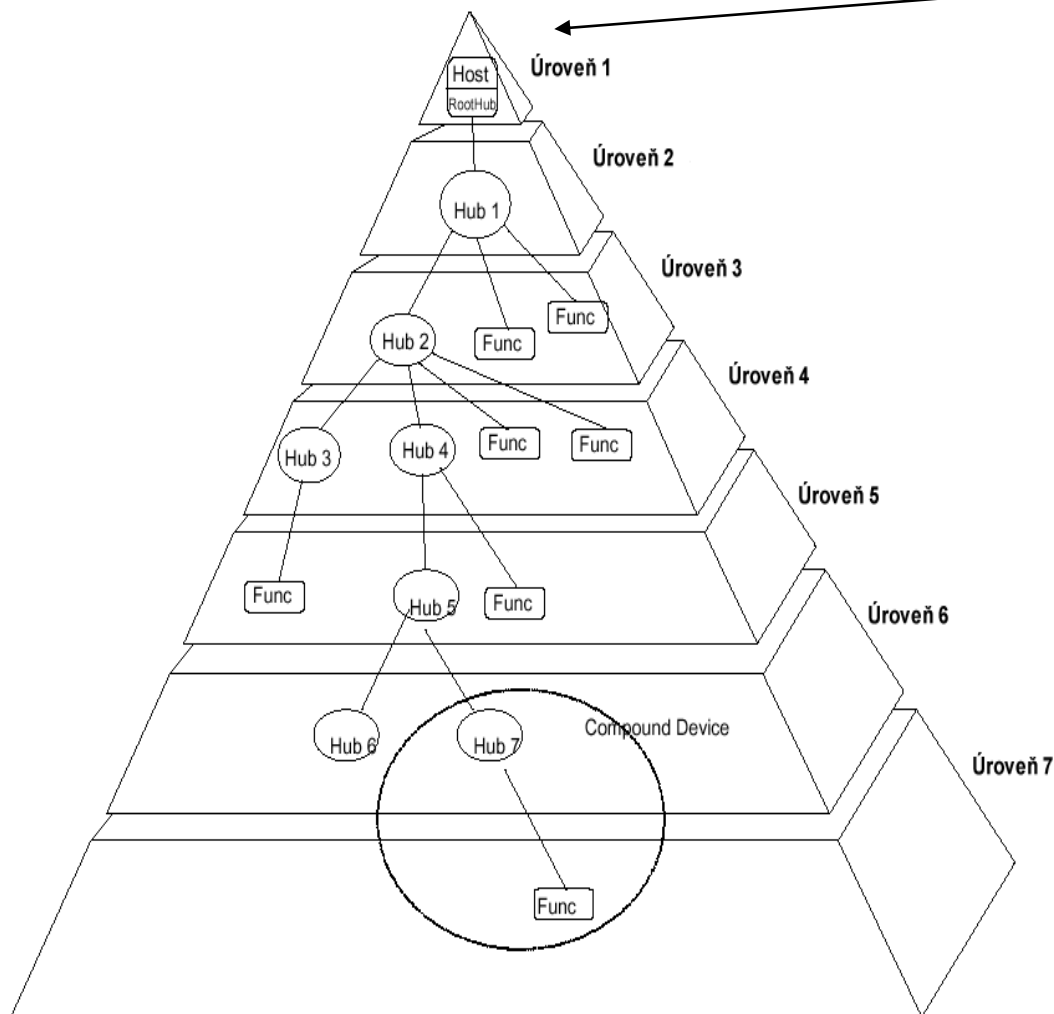 Host
RootHub
Úroveň 1
Úroveň 2
Hub 1
Úroveň 3
Func
Func
Hub 2
Úroveň 4
Func
Func
Hub 3
Hub 4
Úroveň 5
Func
Hub 5
Func
Úroveň 6
Compound Device
Hub 6
Hub 7
Úroveň 7
Func